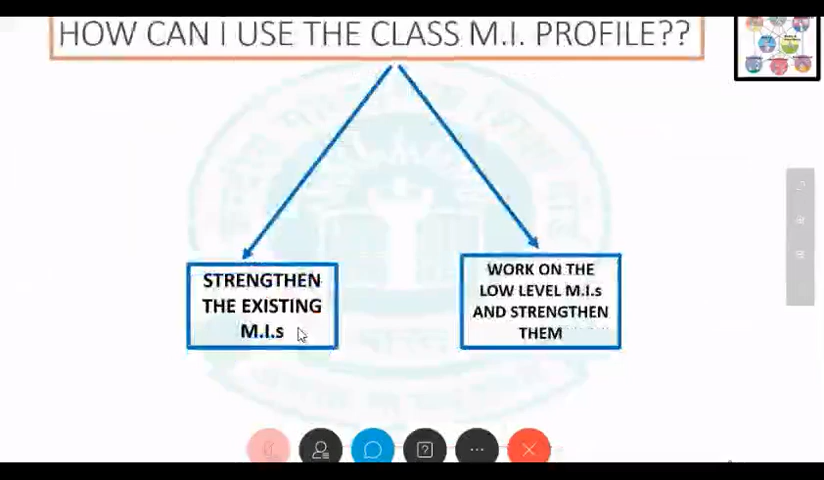 HOW CAN I USE THE CLASS M.I. PROFILE??
STRENGTHEN
THE EXISTING
M.I.s
WORK ON THE
LOW LEVEL M.I.s
AND STRENGTHEN
THEM